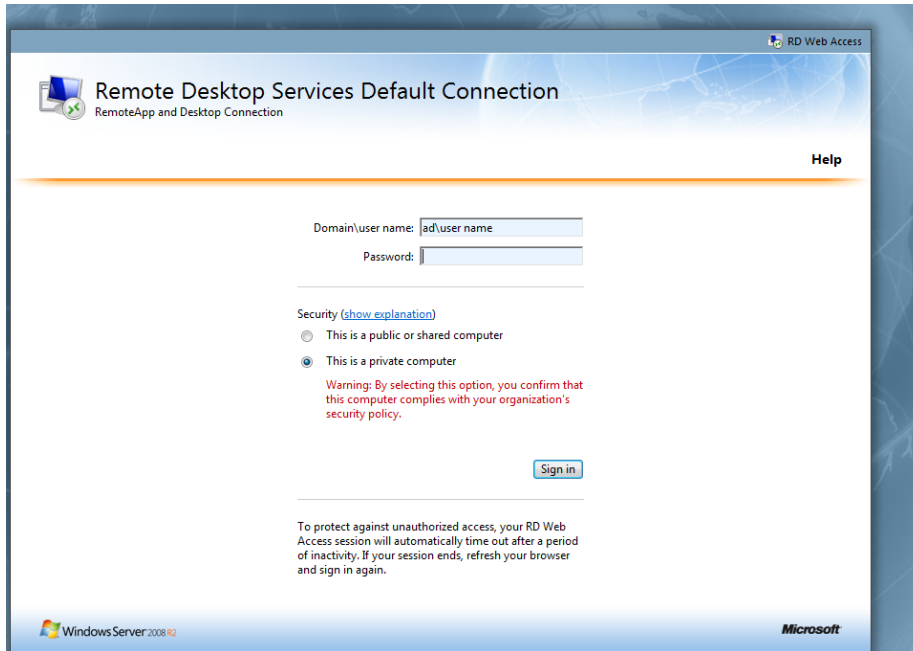 RD Web Access
Remote Desktop Services Default Connection
RemoteApp and Desktop Connection
Help
Domain\user name: ad\user name
Password:
Security (show explanation)
This is a public or shared computer
This is a private computer
Warning: By selecting this option, you confirm that
this computer complies with your organization's
security policy.
Sign in
To protect against unauthorized access, your RD Web
Access session will automatically time out after a period
of inactivity. If your session ends, refresh your browser
and sign in again.
Windows Server 2008 R2
Microsoft